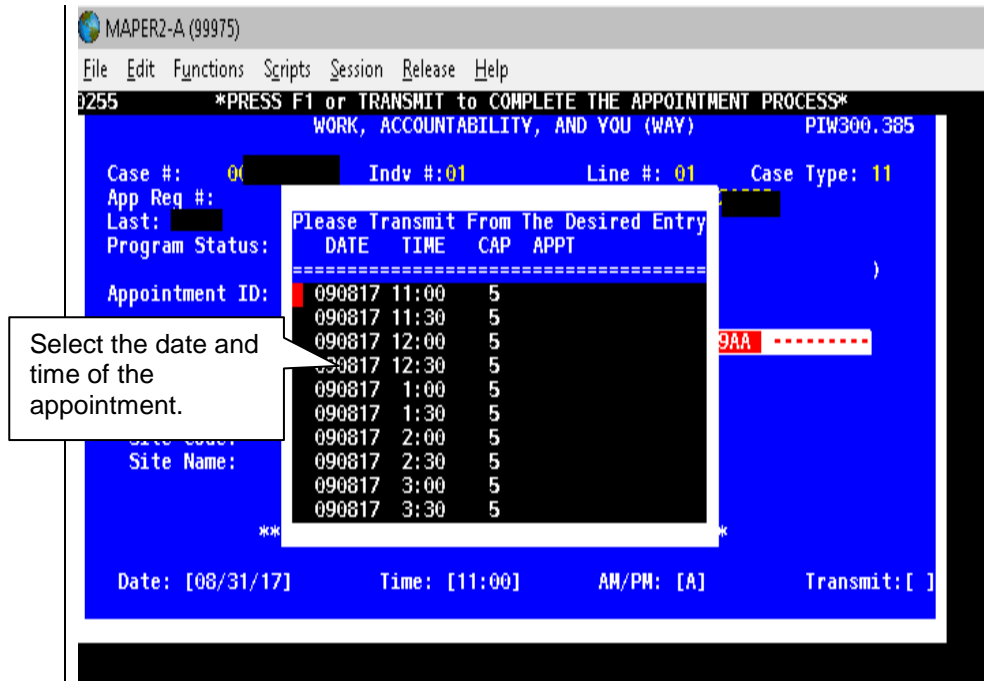 MAPER2-A (99975)
File Edit Functions Scripts Session Release Help
0255 *PRESS F1 or TRANSMIT to COMPLETE THE APPOINTMENT PROCESS*
WORK, ACCOUNTABILITY, AND YOU (WAY) PIW300.385
Case #: 00 Indv #:01 Line #: 01 Case Type: 11
App Req #:
Last:
Program Status:
)
Appointment ID:
Please Transmit From The Desired Entry
DATE TIME CAP APPT
======================================
090817 11:00 5
090817 11:30 5
090817 12:00 5
090817 12:30 5
090817 1:00 5
090817 1:30 5
090817 2:00 5
090817 2:30 5
090817 3:00 5
090817 3:30 5
9AA ---------
Select the date and
time of the
appointment.
Site Code:
Site Name:
** *
Date: [08/31/17] Time: [11:00] AM/PM: [A] Transmit:[ ]